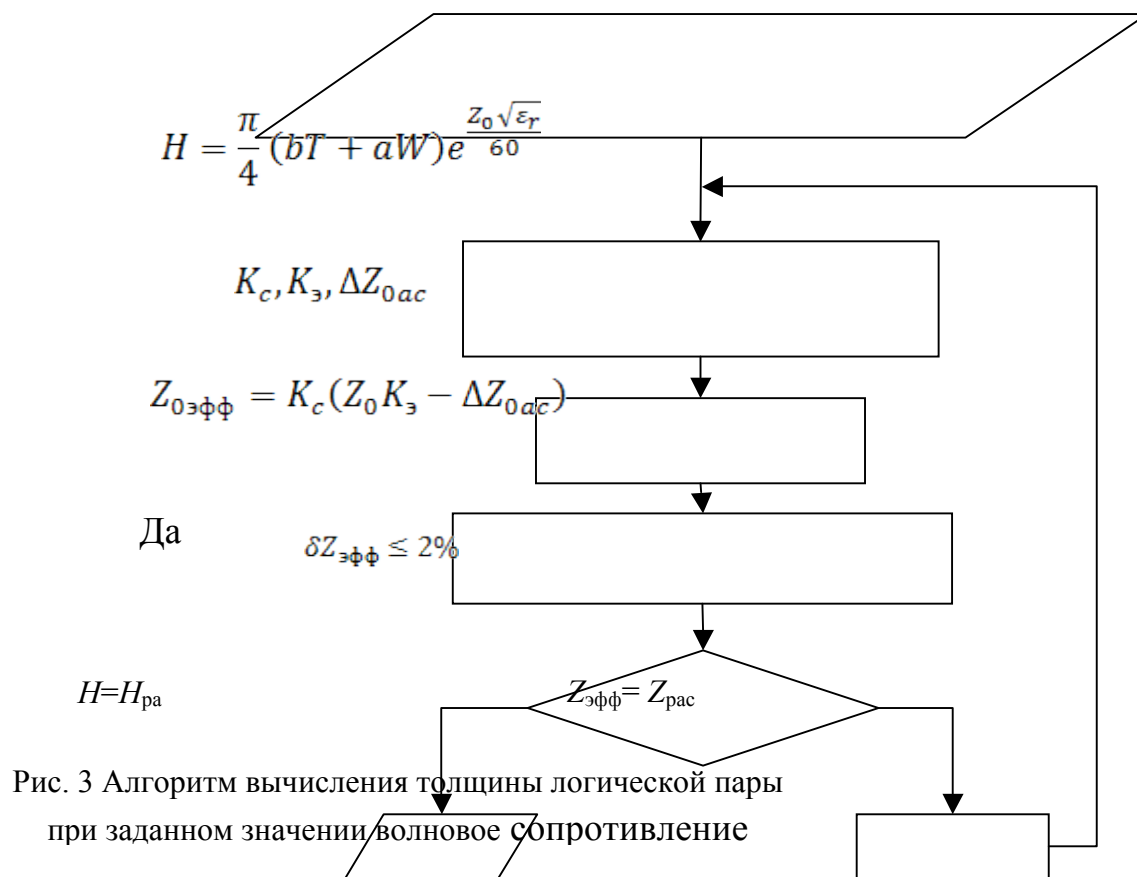 H = π/4 (bT + aW)e^(Z₀√εᵣ/60)
K_c, K_э, ΔZ_0ac
Z_0эфф = K_c(Z₀K_э − ΔZ_0ac)
Да
δZ_эфф ≤ 2%
H=H_ра
Z_эфф= Z_рас
Рис. 3 Алгоритм вычисления толщины логической пары
при заданном значении волновое сопротивление